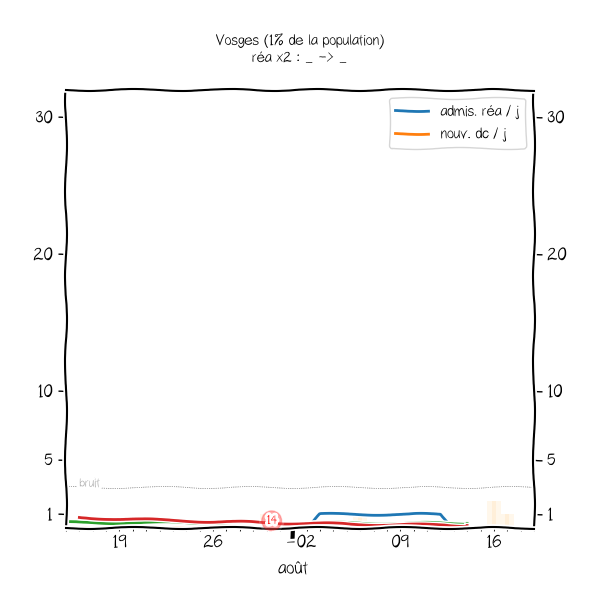 Vosges (1% de la population)
réa x2 : _ -> _
admis. réa / j
nouv. dc / j
30
30
20
20
10
10
5
5
bruit
1
1
14
19
26
02
09
16
août